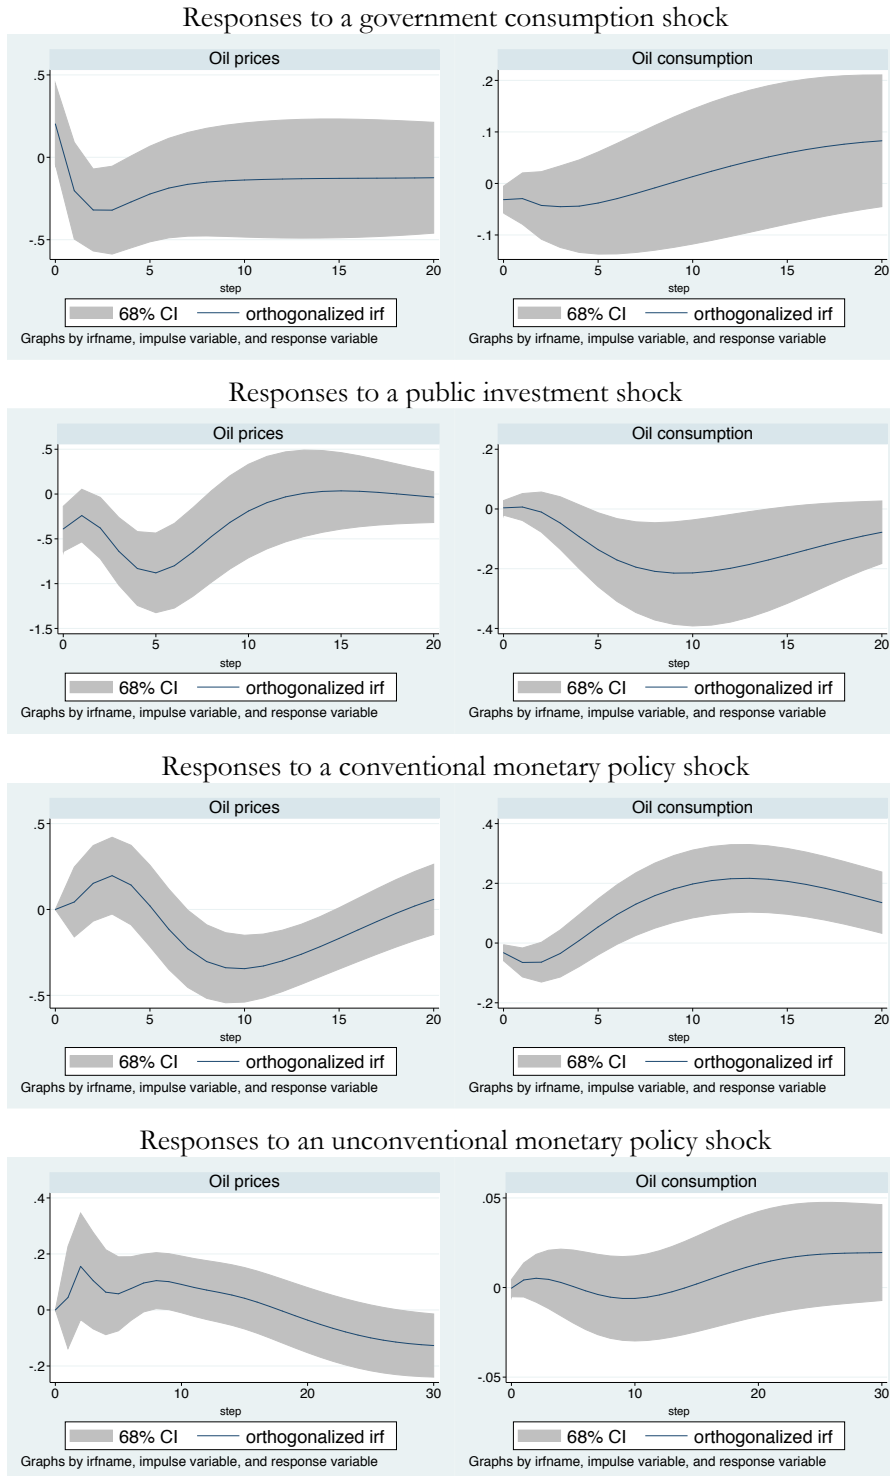 Responses to a government consumption shock
Oil prices
.5
0
-.5
0 5 10 15 20
step
68% CI orthogonalized irf
Graphs by irfname, impulse variable, and response variable
Oil consumption
.2
.1
0
-.1
0 5 10 15 20
step
68% CI orthogonalized irf
Graphs by irfname, impulse variable, and response variable
Responses to a public investment shock
Oil prices
.5
0
-.5
-1
-1.5
0 5 10 15 20
step
68% CI orthogonalized irf
Graphs by irfname, impulse variable, and response variable
Oil consumption
.2
0
-.2
-.4
0 5 10 15 20
step
68% CI orthogonalized irf
Graphs by irfname, impulse variable, and response variable
Responses to a conventional monetary policy shock
Oil prices
.5
0
-.5
0 5 10 15 20
step
68% CI orthogonalized irf
Graphs by irfname, impulse variable, and response variable
Oil consumption
.4
.2
0
-.2
0 5 10 15 20
step
68% CI orthogonalized irf
Graphs by irfname, impulse variable, and response variable
Responses to an unconventional monetary policy shock
Oil prices
.4
.2
0
-.2
0 10 20 30
step
68% CI orthogonalized irf
Graphs by irfname, impulse variable, and response variable
Oil consumption
.05
0
-.05
0 10 20 30
step
68% CI orthogonalized irf
Graphs by irfname, impulse variable, and response variable